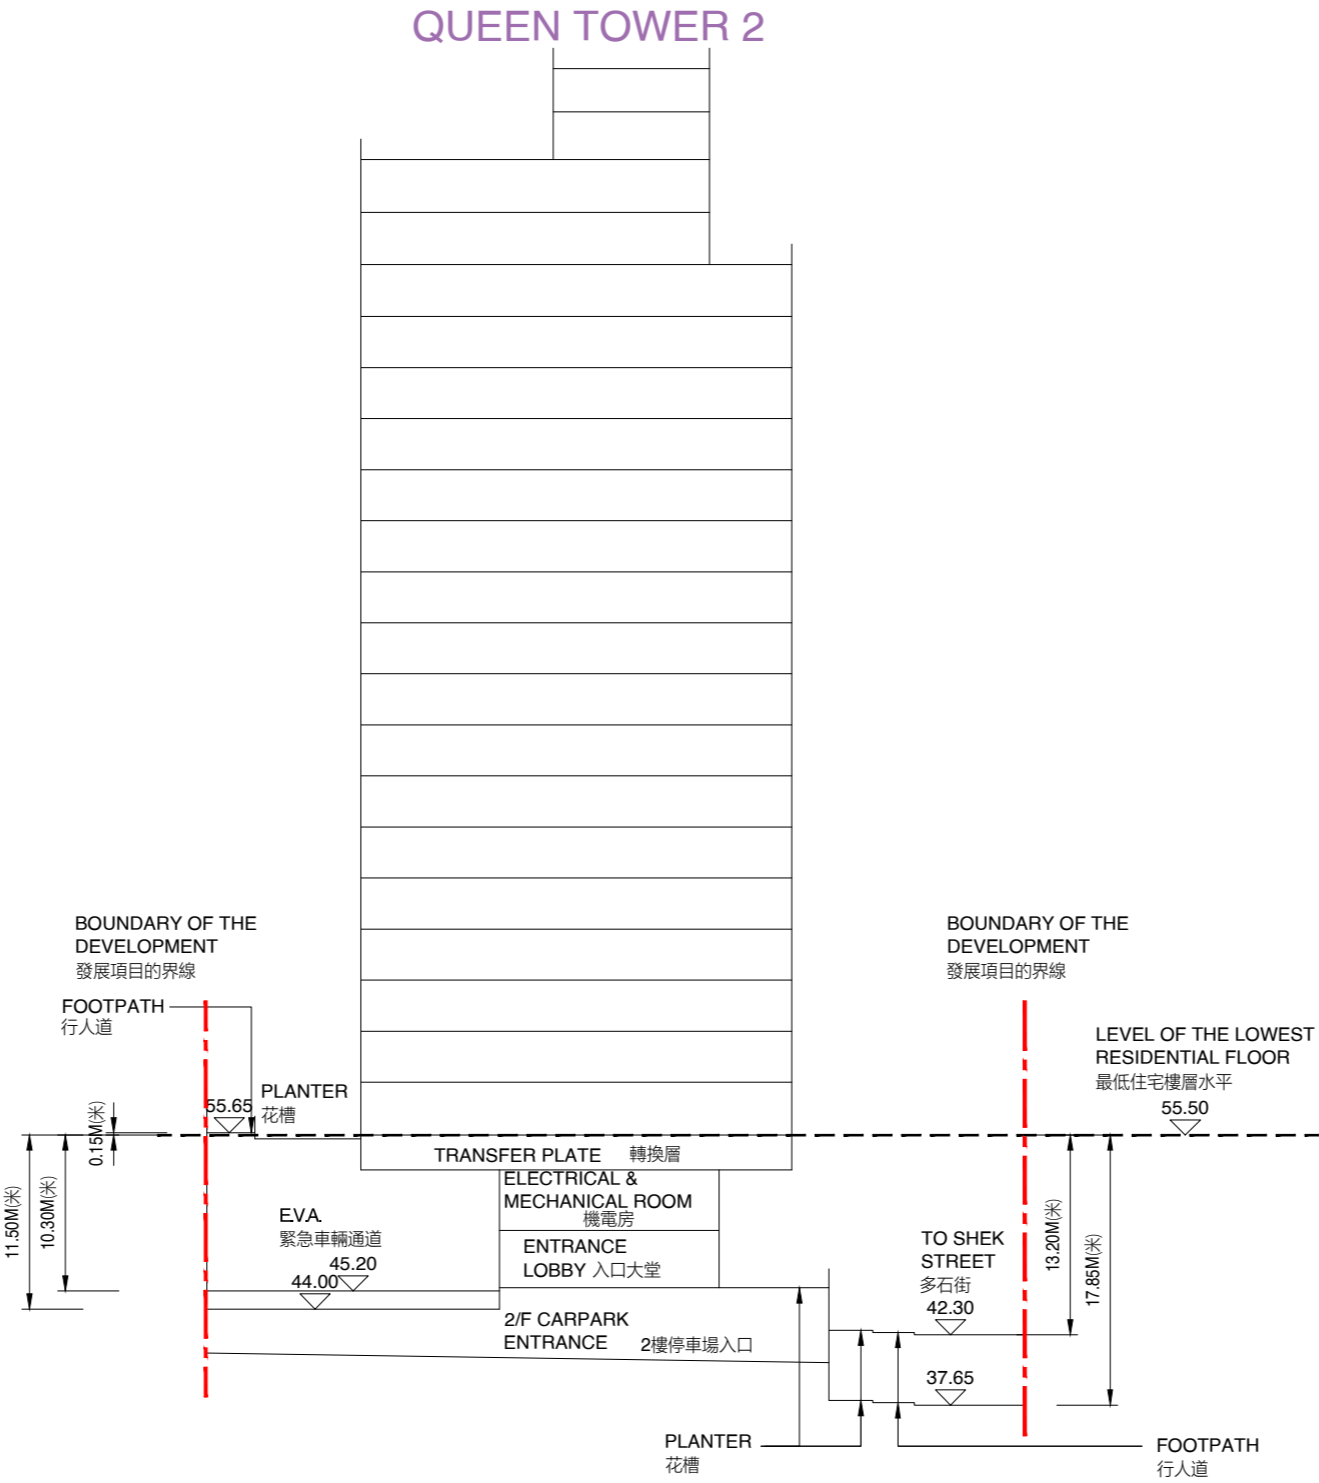 QUEEN TOWER 2
BOUNDARY OF THE
DEVELOPMENT
發展項目的界線
FOOTPATH
行人道
BOUNDARY OF THE
DEVELOPMENT
發展項目的界線
LEVEL OF THE LOWEST
RESIDENTIAL FLOOR
最低住宅樓層水平
55.50
PLANTER
花槽
55.65
0.15M(米)
11.50M(米)
10.30M(米)
TRANSFER PLATE 轉換層
ELECTRICAL &
MECHANICAL ROOM
機電房
ENTRANCE
LOBBY 入口大堂
E.V.A.
緊急車輛通道
45.20
44.00
2/F CARPARK
ENTRANCE 2樓停車場入口
TO SHEK
STREET
多石街
42.30
37.65
13.20M(米)
17.85M(米)
PLANTER
花槽
FOOTPATH
行人道